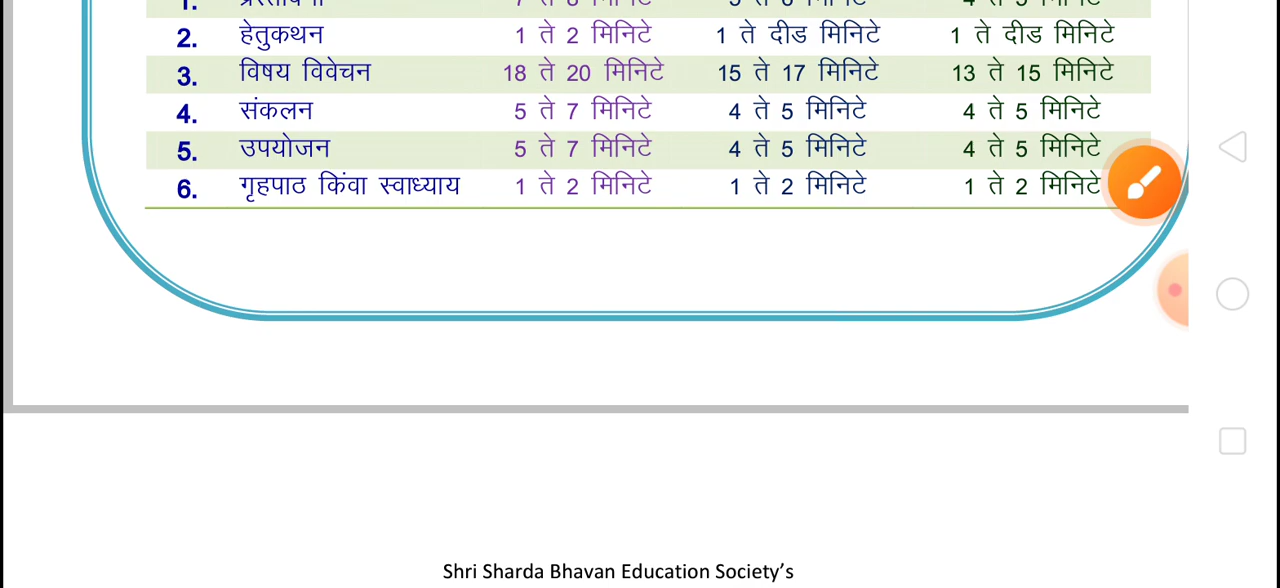 1.
2. हेतुकथन 1 ते 2 मिनिटे 1 ते दीड मिनिटे 1 ते दीड मिनिटे
3. विषय विवेचन 18 ते 20 मिनिटे 15 ते 17 मिनिटे 13 ते 15 मिनिटे
4. संकलन 5 ते 7 मिनिटे 4 ते 5 मिनिटे 4 ते 5 मिनिटे
5. उपयोजन 5 ते 7 मिनिटे 4 ते 5 मिनिटे 4 ते 5 मिनिटे
6. गृहपाठ किंवा स्वाध्याय 1 ते 2 मिनिटे 1 ते 2 मिनिटे 1 ते 2 मिनिटे
Shri Sharda Bhavan Education Society’s